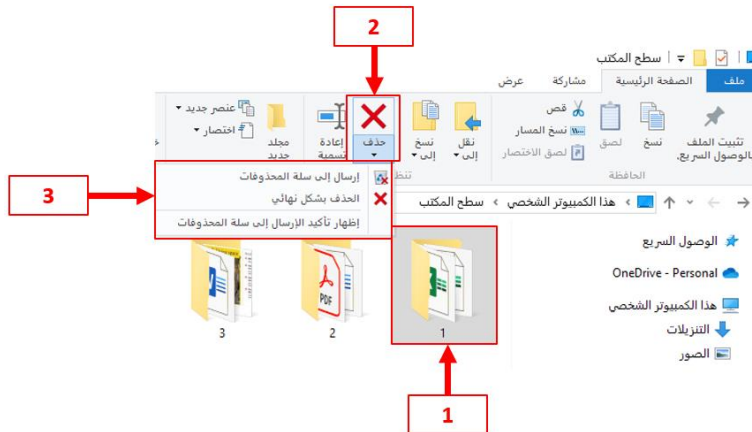 2
سطح المكتب
ملف
الصفحة الرئيسية
مشاركة
عرض
تثبيت الملف
بالوصول السريع.
نسخ
لصق
قص
نسخ المسار
لصق الاختصار
الحافظة
نقل
إلى
نسخ
إلى
حذف
إعادة
تسمية
مجلد
جديد
عنصر جديد
اختصار
3
إرسال إلى سلة المحذوفات
الحذف بشكل نهائي
إظهار تأكيد الإرسال إلى سلة المحذوفات
هذا الكمبيوتر الشخصي › سطح المكتب
الوصول السريع
OneDrive - Personal
هذا الكمبيوتر الشخصي
التنزيلات
الصور
PDF
1
2
3
1